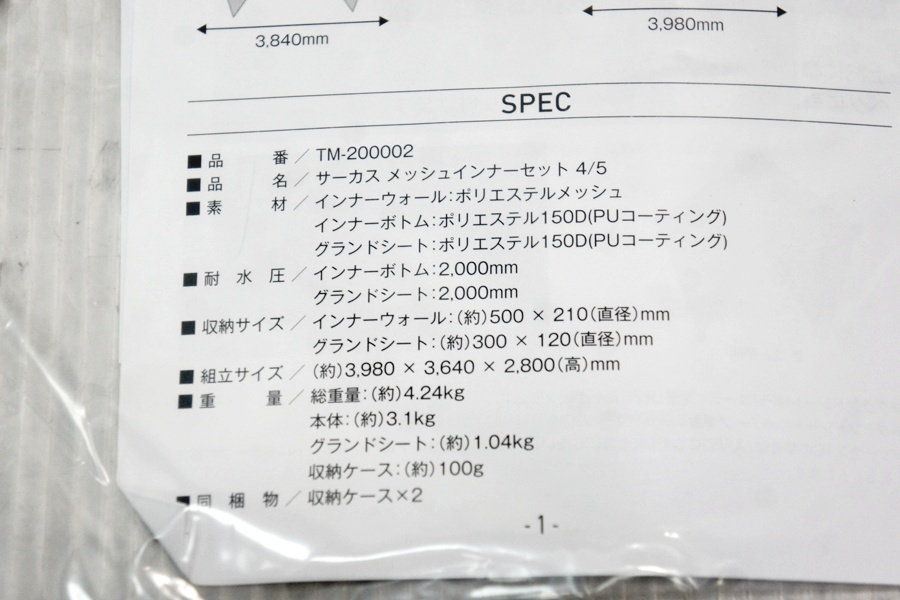 3,840mm
3,980mm
SPEC
■品番／TM-200002
■品名／サーカス メッシュインナーセット 4/5
■素材／インナーウォール:ポリエステルメッシュ
インナーボトム:ポリエステル150D(PUコーティング)
グランドシート:ポリエステル150D(PUコーティング)
■耐水圧／インナーボトム:2,000mm
グランドシート:2,000mm
■収納サイズ／インナーウォール:(約)500 × 210(直径)mm
グランドシート:(約)300 × 120(直径)mm
■組立サイズ／(約)3,980 × 3,640 × 2,800(高)mm
■重量／総重量:(約)4.24kg
本体:(約)3.1kg
グランドシート:(約)1.04kg
収納ケース:(約)100g
■同梱物／収納ケース×2
-1-